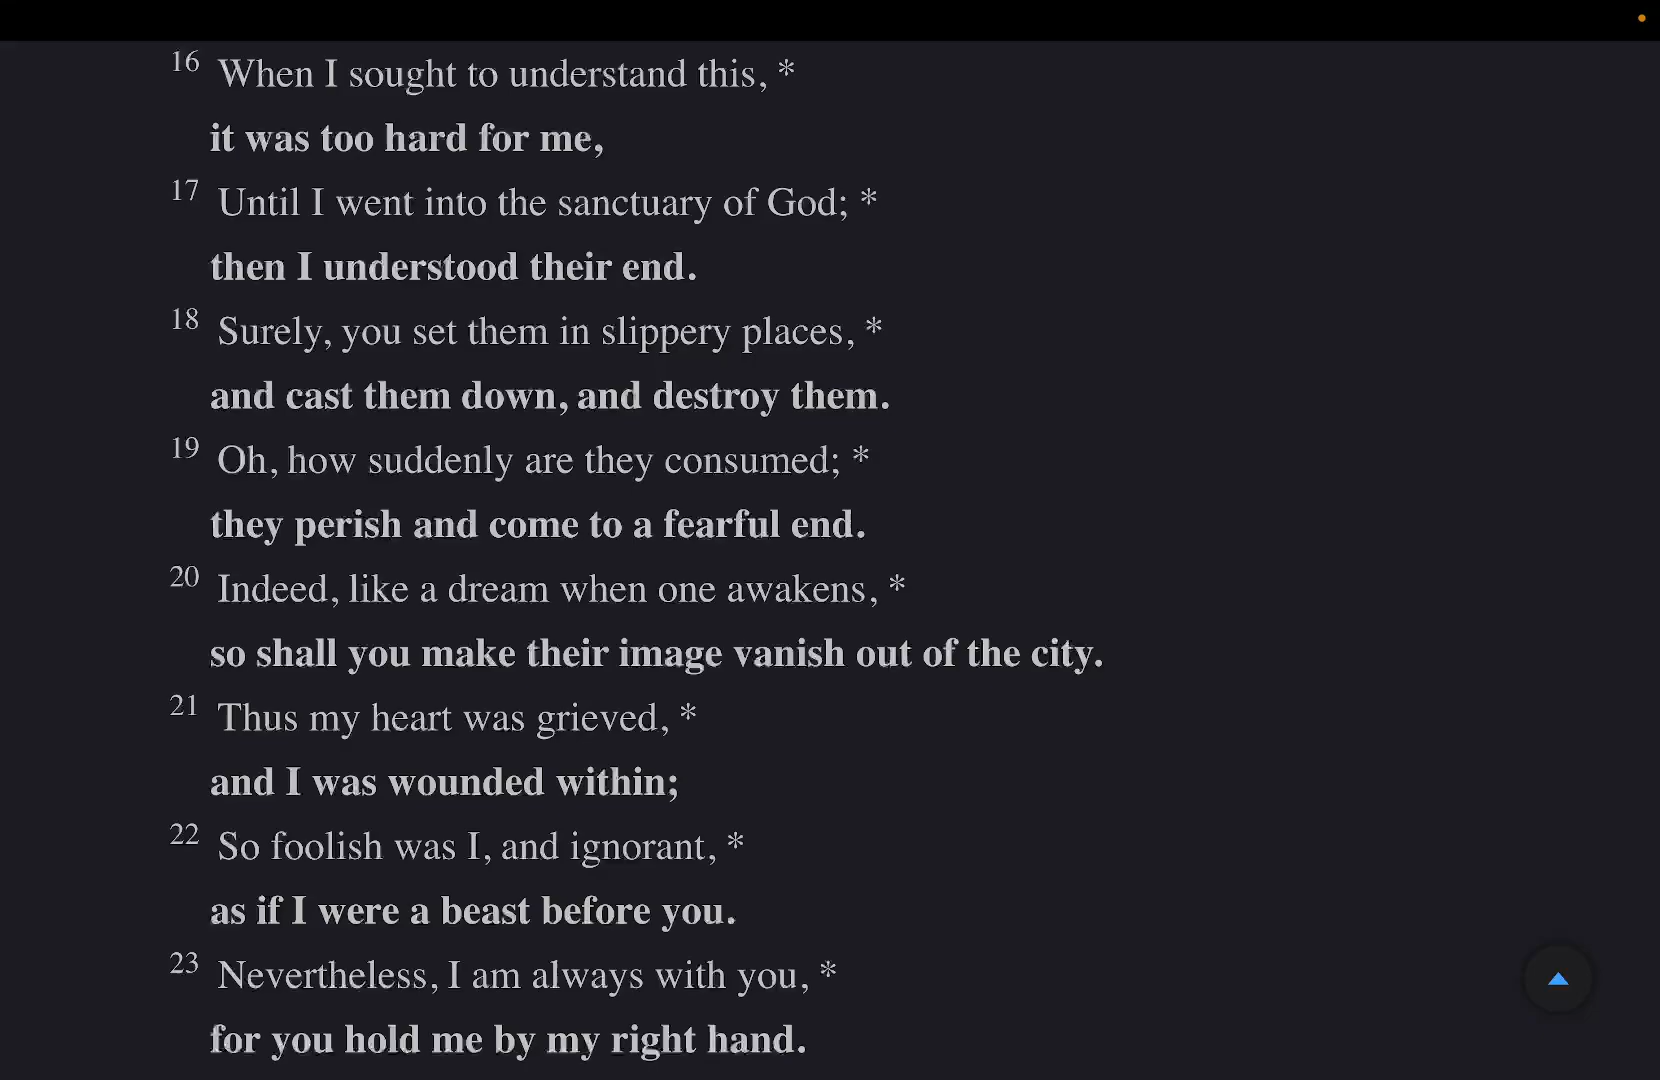 16 When I sought to understand this, *
it was too hard for me,
17 Until I went into the sanctuary of God; *
then I understood their end.
18 Surely, you set them in slippery places, *
and cast them down, and destroy them.
19 Oh, how suddenly are they consumed; *
they perish and come to a fearful end.
20 Indeed, like a dream when one awakens, *
so shall you make their image vanish out of the city.
21 Thus my heart was grieved, *
and I was wounded within;
22 So foolish was I, and ignorant, *
as if I were a beast before you.
23 Nevertheless, I am always with you, *
for you hold me by my right hand.